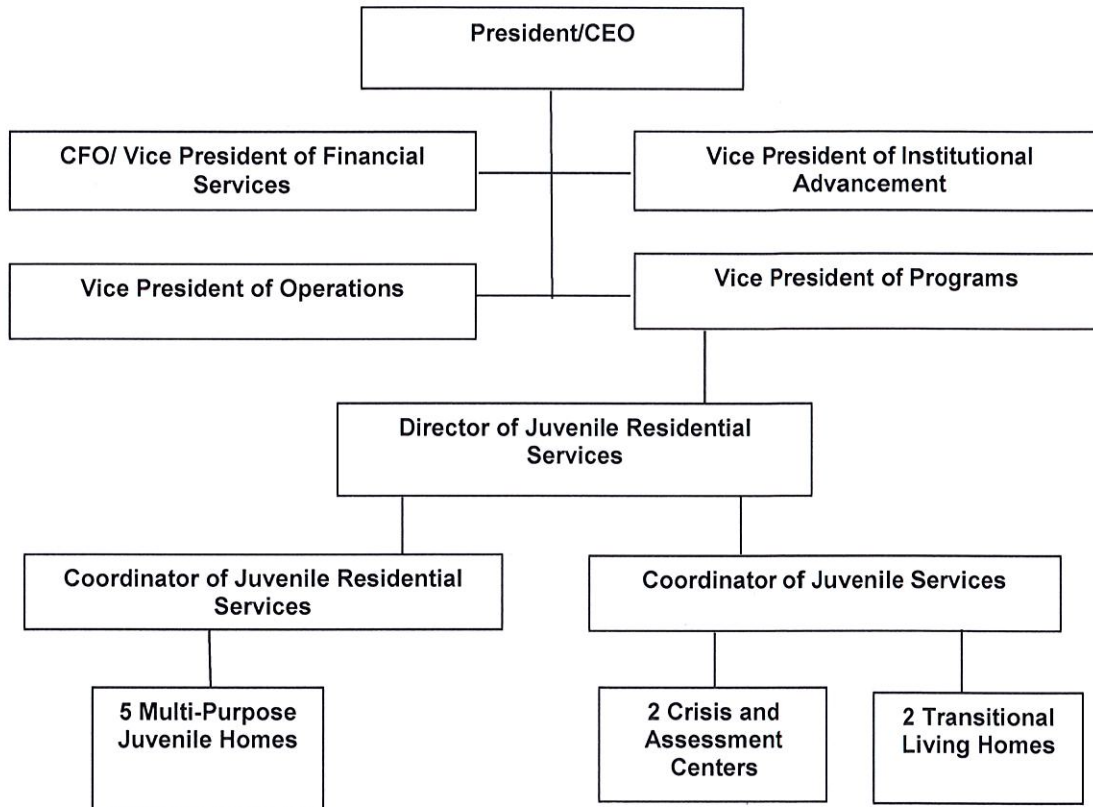 President/CEO
CFO/ Vice President of Financial
Services
Vice President of Institutional
Advancement
Vice President of Operations
Vice President of Programs
Director of Juvenile Residential
Services
Coordinator of Juvenile Residential
Services
Coordinator of Juvenile Services
5 Multi-Purpose
Juvenile Homes
2 Crisis and
Assessment
Centers
2 Transitional
Living Homes